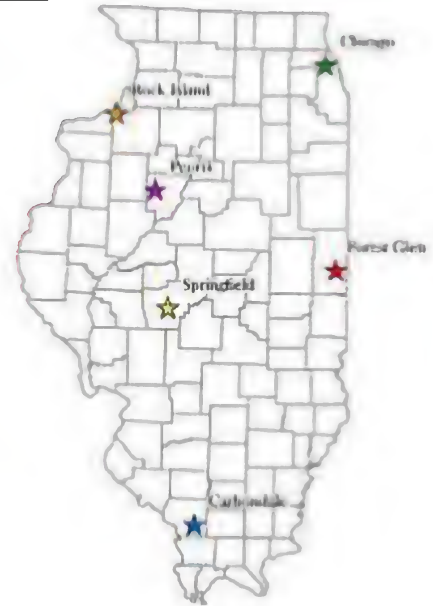 Chicago
Rock Island
Peoria
Forest Glen
Springfield
Carbondale